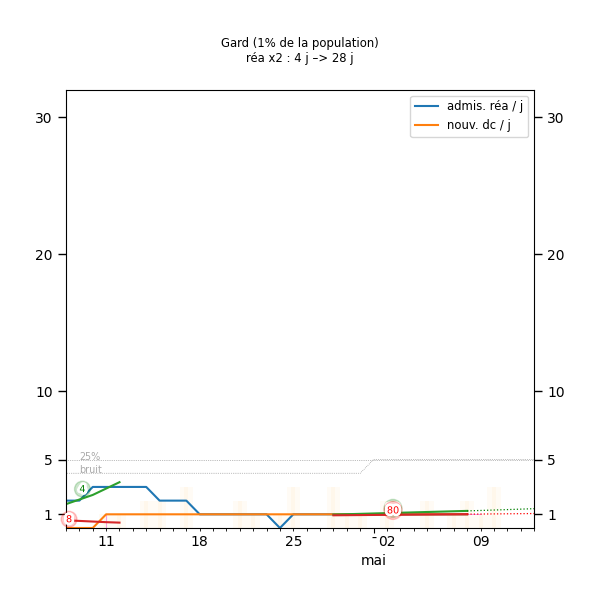 Gard (1% de la population)
réa x2 : 4 j –> 28 j
admis. réa / j
nouv. dc / j
30 30
20 20
10 10
25%
5 5
bruit
4
8
80
1 1
11 18 25 02 09
mai